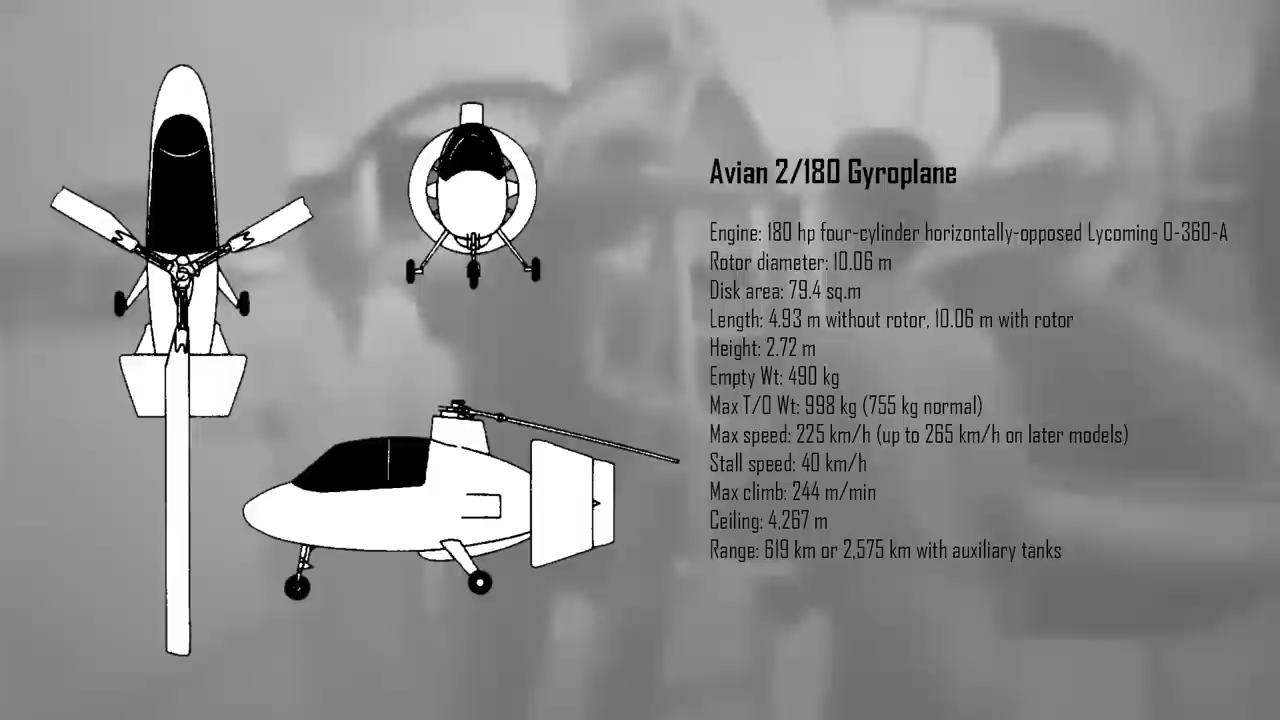 Avian 2/180 Gyroplane
Engine: 180 hp four-cylinder horizontally-opposed Lycoming O-360-A
Rotor diameter: 10.06 m
Disk area: 79.4 sq.m
Length: 4.93 m without rotor, 10.06 m with rotor
Height: 2.72 m
Empty Wt: 490 kg
Max T/O Wt: 998 kg (755 kg normal)
Max speed: 225 km/h (up to 265 km/h on later models)
Stall speed: 40 km/h
Max climb: 244 m/min
Ceiling: 4,267 m
Range: 619 km or 2,575 km with auxiliary tanks